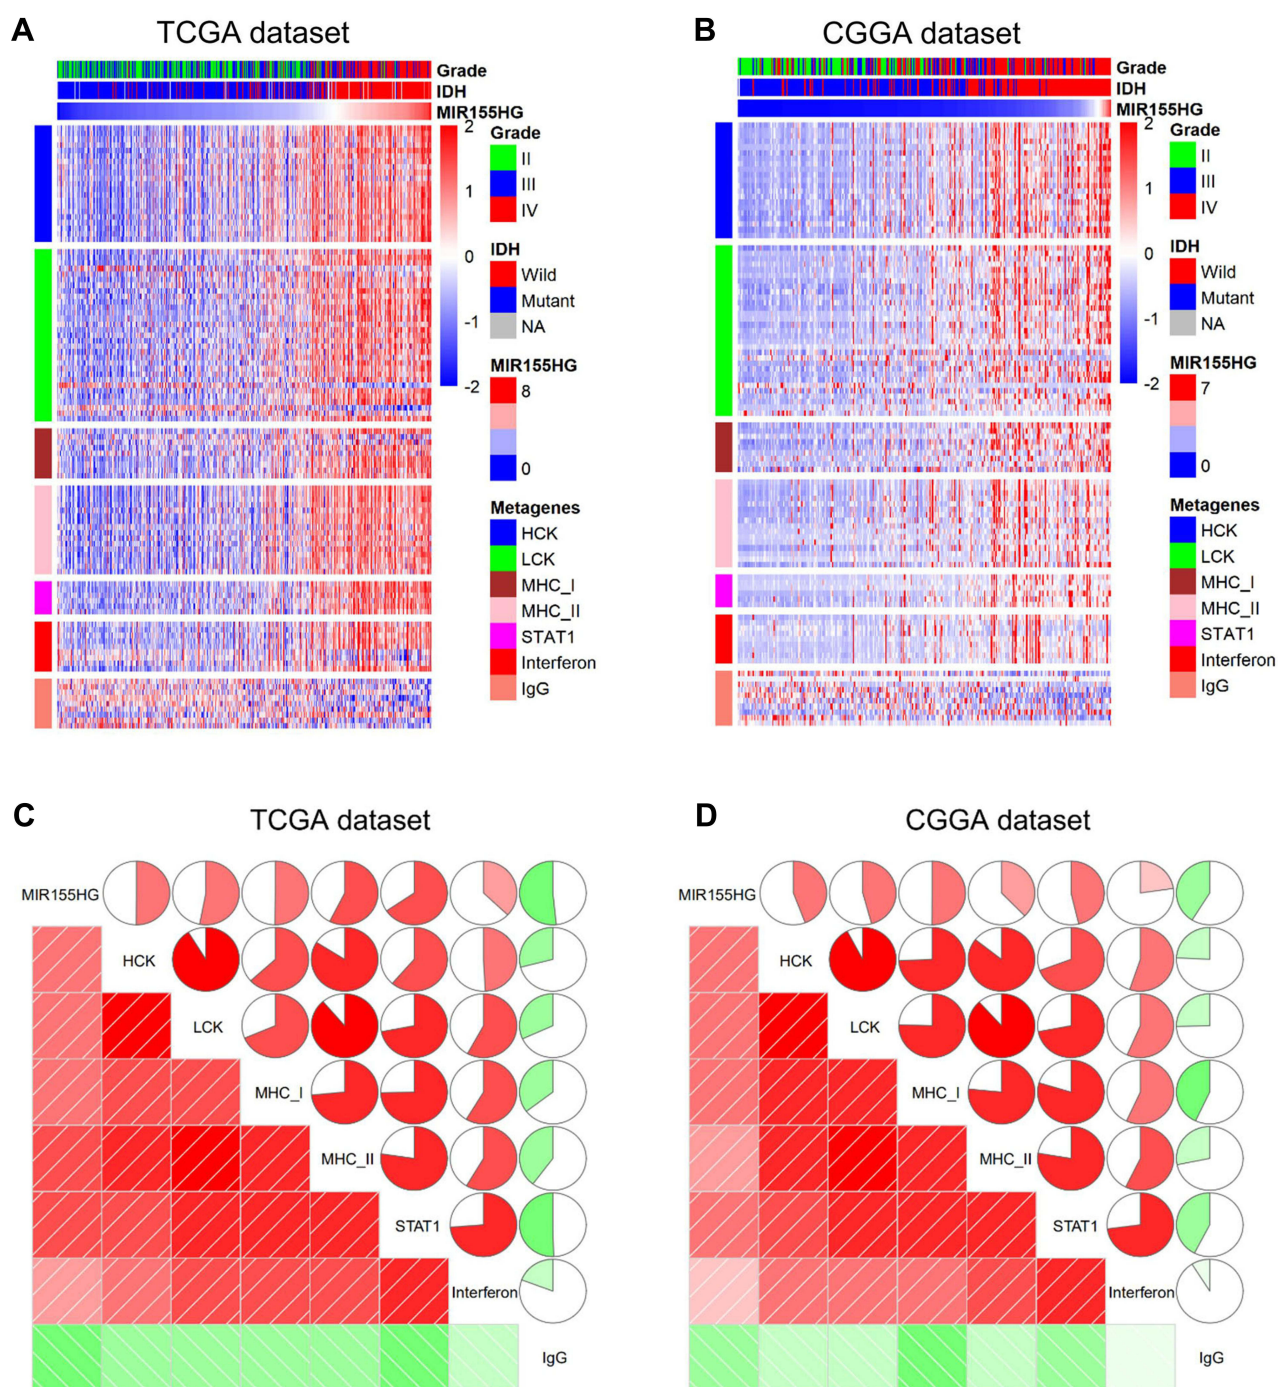 A
TCGA dataset
Grade
IDH
MIR155HG
2
1
0
-1
-2
Grade
II
III
IV
IDH
Wild
Mutant
NA
MIR155HG
8
0
Metagenes
HCK
LCK
MHC_I
MHC_II
STAT1
Interferon
IgG
B
CGGA dataset
Grade
IDH
MIR155HG
2
1
0
-1
-2
Grade
II
III
IV
IDH
Wild
Mutant
NA
MIR155HG
7
0
Metagenes
HCK
LCK
MHC_I
MHC_II
STAT1
Interferon
IgG
C
TCGA dataset
MIR155HG
HCK
LCK
MHC_I
MHC_II
STAT1
Interferon
IgG
D
CGGA dataset
MIR155HG
HCK
LCK
MHC_I
MHC_II
STAT1
Interferon
IgG